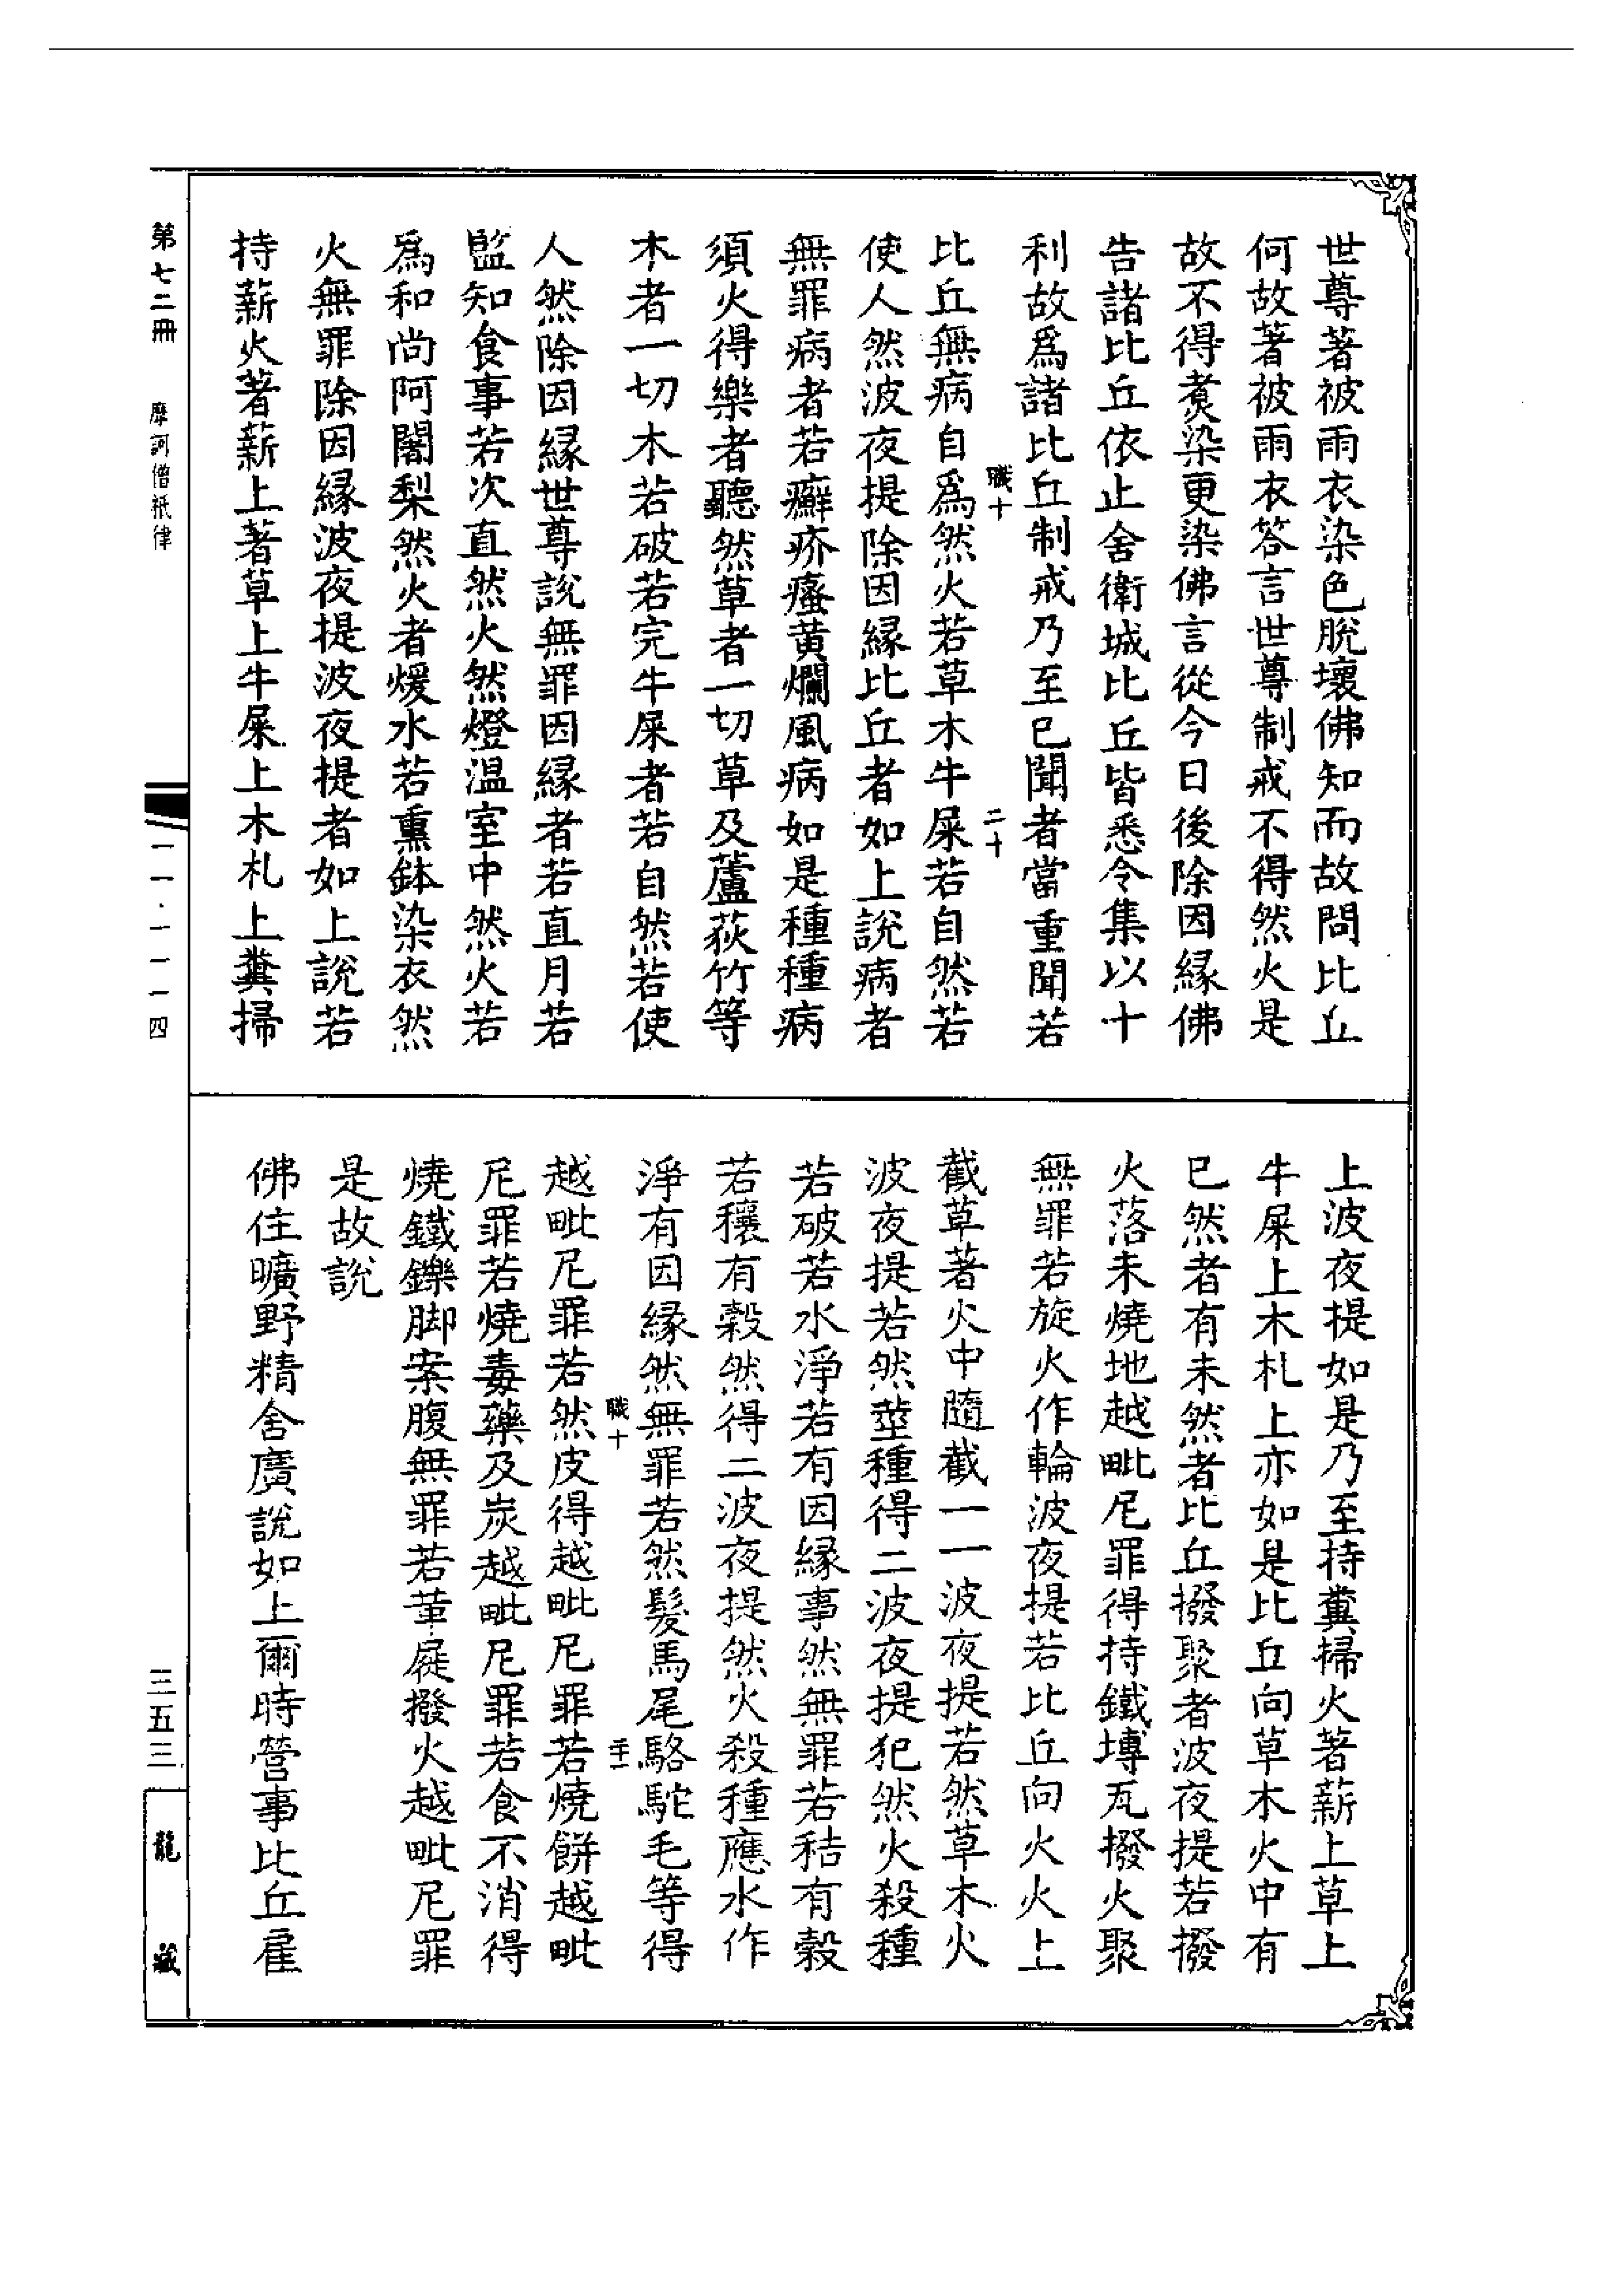 世尊著被雨衣染色脫壞佛知而故問比丘
何故著被雨衣荅言世尊制戒不得然火是
故不得煑染更染佛言從今日後除因緣佛
告諸比丘依止舍衛城比丘皆悉令集以十
利故爲諸比丘制戒乃至已聞者當重聞若
職十
二十
比丘無病自爲然火若草木牛屎若自然若
使人然波夜提除因緣比丘者如上說病者
無罪病者若癬疥瘙黃爛風病如是種種病
須火得樂者聽然草者一切草及蘆荻竹等
木者一切木若破若完牛屎者若自然若使
人然除因緣世尊說無罪因緣者若直月若
監知食事若次直然火然燈温室中然火若
爲和尚阿闍梨然火者煖水若熏鉢染衣然
火無罪除因緣波夜提波夜提者如上說若
持薪火著薪上著草上牛屎上木札上糞掃
上波夜提如是乃至持糞掃火著薪上草上
牛屎上木札上亦如是比丘向草木火中有
已然者有未然者比丘撥聚者波夜提若撥
火落未燒地越毗尼罪得持鐵塼瓦撥火聚
無罪若旋火作輪波夜提若比丘向火火上
截草著火中隨截一一波夜提若然草木火
波夜提若然莖種得二波夜提犯然火殺種
若破若水淨若有因緣事然無罪若秸有穀
若穰有穀然得二波夜提然火殺種應水作
淨有因緣然無罪若然髮馬尾駱駝毛等得
職十
二十一
越毗尼罪若然皮得越毗尼罪若燒餅越毗
尼罪若燒毒藥及炭越毗尼罪若食不消得
燒鐵鑠脚案腹無罪若革屣撥火越毗尼罪
是故說
佛住曠野精舍廣說如上爾時營事比丘雇
第七二冊
摩訶僧祇律
一一·一一一四
三五三
龍藏